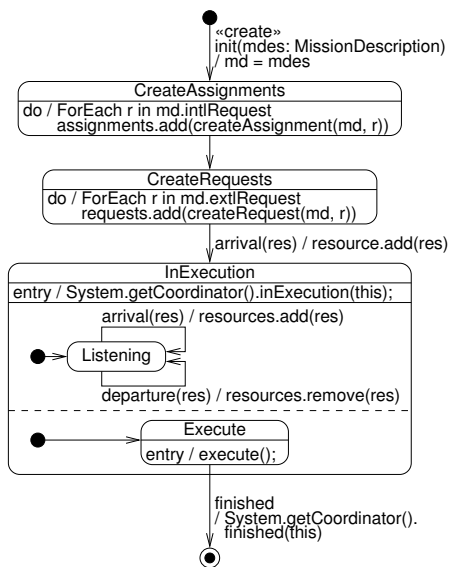 «create»
init(mdes: MissionDescription)
/ md = mdes
CreateAssignments
do / ForEach r in md.intlRequest
assignments.add(createAssignment(md, r))
CreateRequests
do / ForEach r in md.extlRequest
requests.add(createRequest(md, r))
arrival(res) / resource.add(res)
InExecution
entry / System.getCoordinator().inExecution(this);
arrival(res) / resources.add(res)
Listening
departure(res) / resources.remove(res)
Execute
entry / execute();
finished
/ System.getCoordinator().
finished(this)